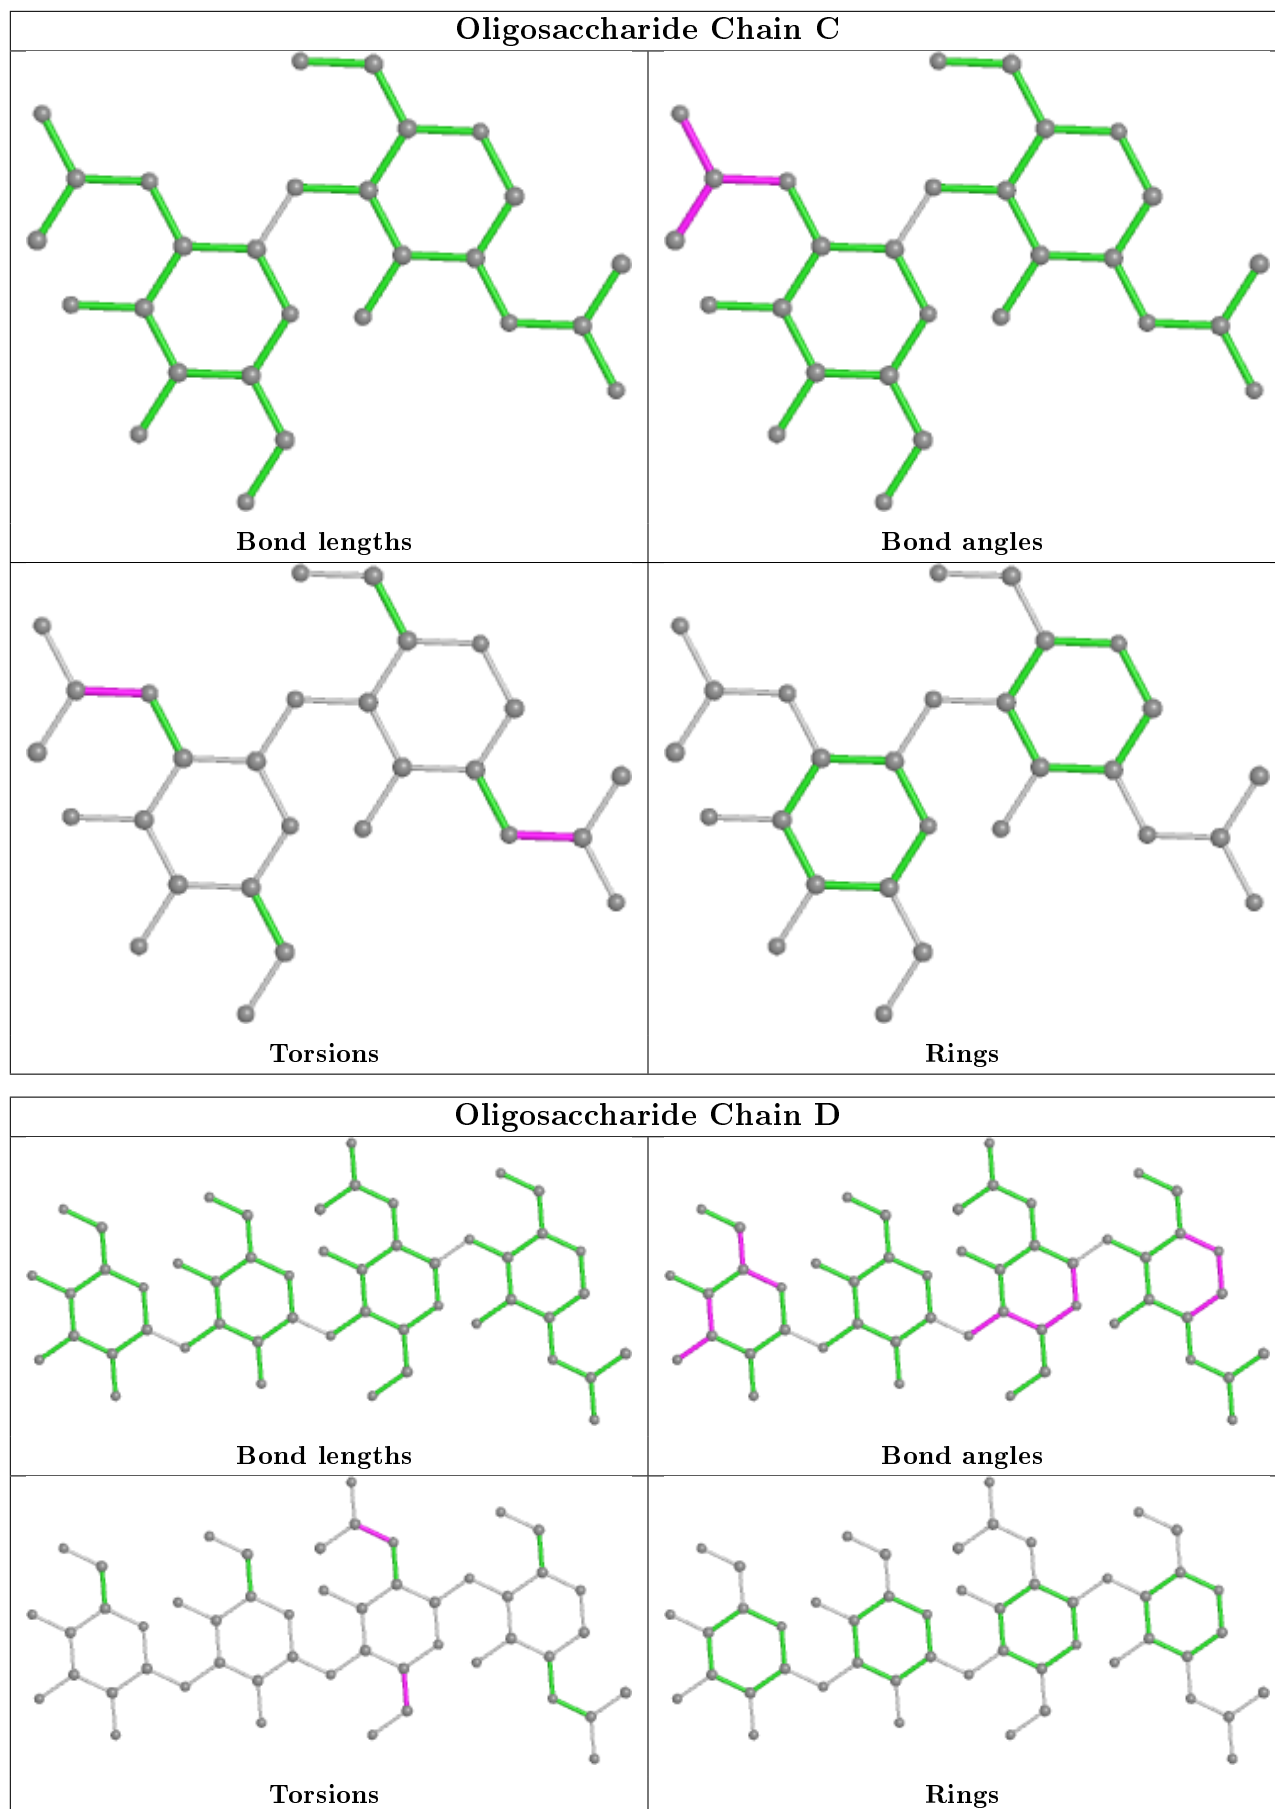 Oligosaccharide Chain C
Bond lengths
Bond angles
Torsions
Rings
Oligosaccharide Chain D
Bond lengths
Bond angles
Torsions
Rings